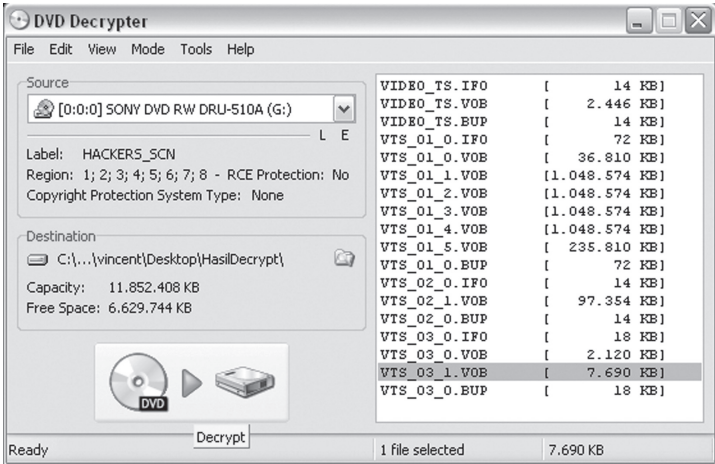 DVD Decrypter
File Edit View Mode Tools Help
Source
[0:0:0] SONY DVD RW DRU-510A (G:)
L E
Label: HACKERS_SCN
Region: 1; 2; 3; 4; 5; 6; 7; 8 - RCE Protection: No
Copyright Protection System Type: None
Destination
C:\...\vincent\Desktop\HasilDecrypt\
Capacity: 11.852.408 KB
Free Space: 6.629.744 KB
DVD
Decrypt
VIDEO_TS.IFO [ 14 KB]
VIDEO_TS.VOB [ 2.446 KB]
VIDEO_TS.BUP [ 14 KB]
VTS_01_0.IFO [ 72 KB]
VTS_01_0.VOB [ 36.810 KB]
VTS_01_1.VOB [1.048.574 KB]
VTS_01_2.VOB [1.048.574 KB]
VTS_01_3.VOB [1.048.574 KB]
VTS_01_4.VOB [1.048.574 KB]
VTS_01_5.VOB [ 235.810 KB]
VTS_01_0.BUP [ 72 KB]
VTS_02_0.IFO [ 14 KB]
VTS_02_1.VOB [ 97.354 KB]
VTS_02_0.BUP [ 14 KB]
VTS_03_0.IFO [ 18 KB]
VTS_03_0.VOB [ 2.120 KB]
VTS_03_1.VOB [ 7.690 KB]
VTS_03_0.BUP [ 18 KB]
Ready
1 file selected
7.690 KB